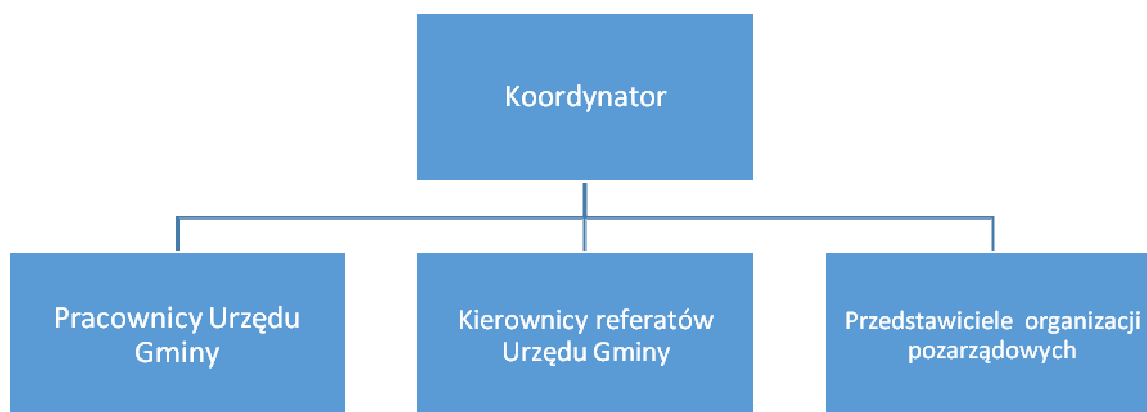 Koordynator
Pracownicy Urzędu
Gminy
Kierownicy referatów
Urzędu Gminy
Przedstawiciele organizacji
pozarządowych